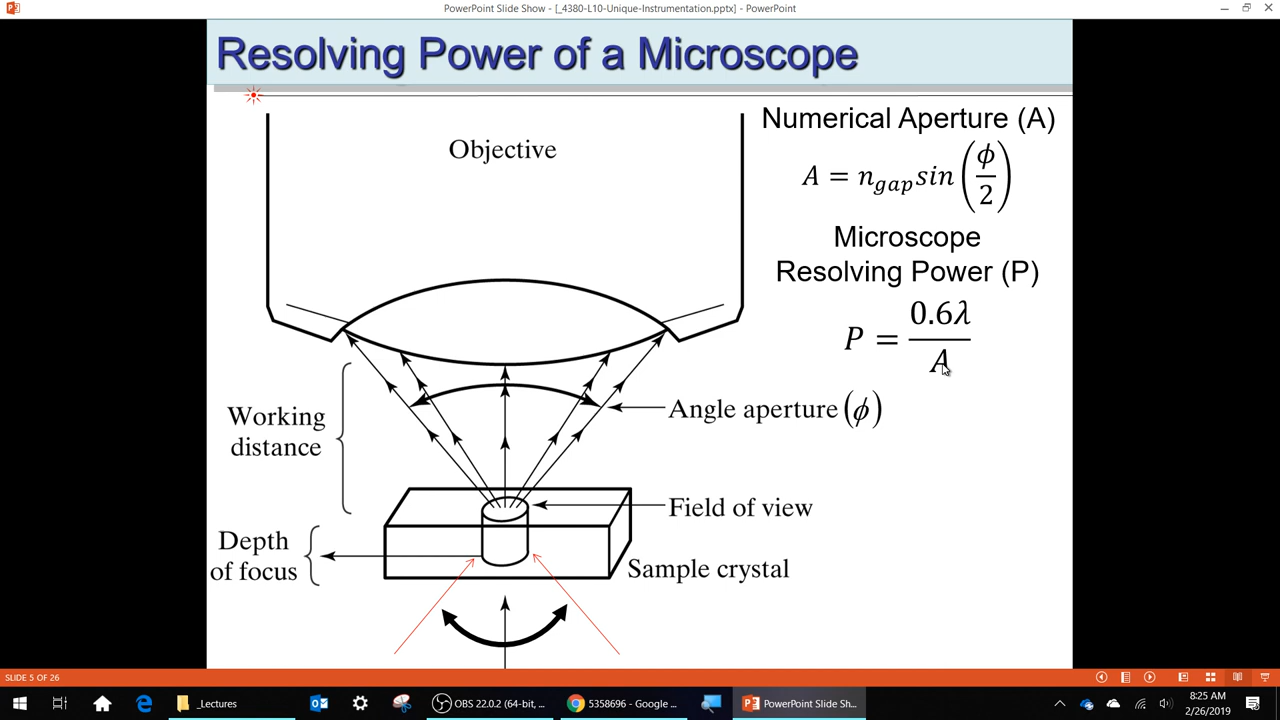 PowerPoint Slide Show - [_4380-L10-Unique-Instrumentation.pptx] - PowerPoint
Resolving Power of a Microscope
Objective
Numerical Aperture (A)
A = n_gap sin(ϕ/2)
Microscope
Resolving Power (P)
P = 0.6λ/A
Working
distance
Angle aperture (ϕ)
Field of view
Depth
of focus
Sample crystal
SLIDE 5 OF 26
_Lectures
OBS 22.0.2 (64-bit, ...
5358696 - Google ...
PowerPoint Slide Sh...
8:25 AM
2/26/2019